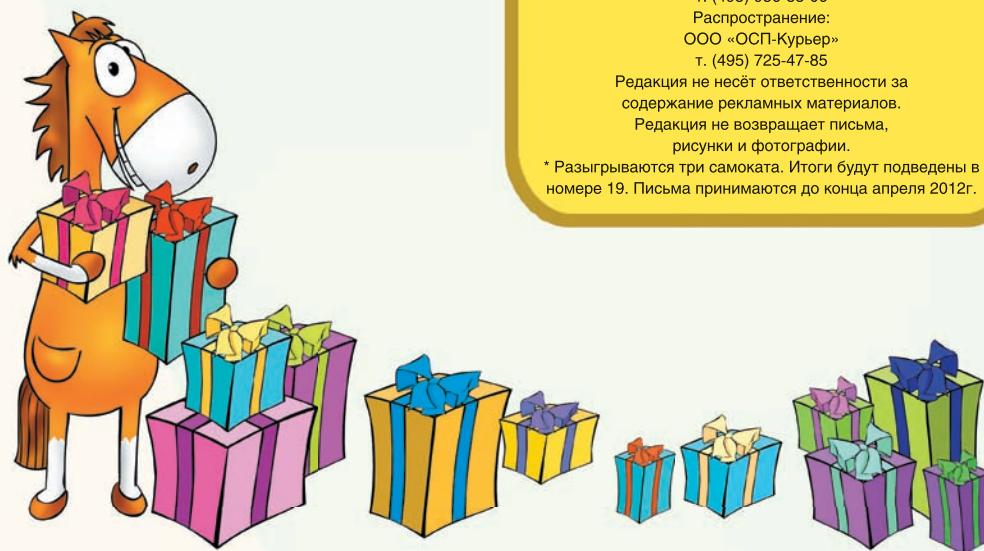 Распространение:
ООО «ОСП-Курьер»
т. (495) 725-47-85
Редакция не несёт ответственности за
содержание рекламных материалов.
Редакция не возвращает письма,
рисунки и фотографии.
* Разыгрываются три самоката. Итоги будут подведены в
номере 19. Письма принимаются до конца апреля 2012г.